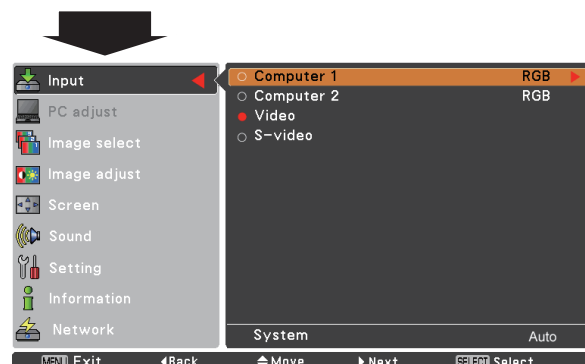 Input
PC adjust
Image select
Image adjust
Screen
Sound
Setting
Information
Network
Computer 1 RGB
Computer 2 RGB
Video
S-video
System Auto
MENU Exit Back Move Next SELECT Select